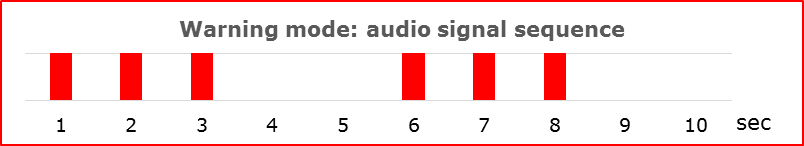 Warning mode: audio signal sequence
1 2 3 4 5 6 7 8 9 10 sec